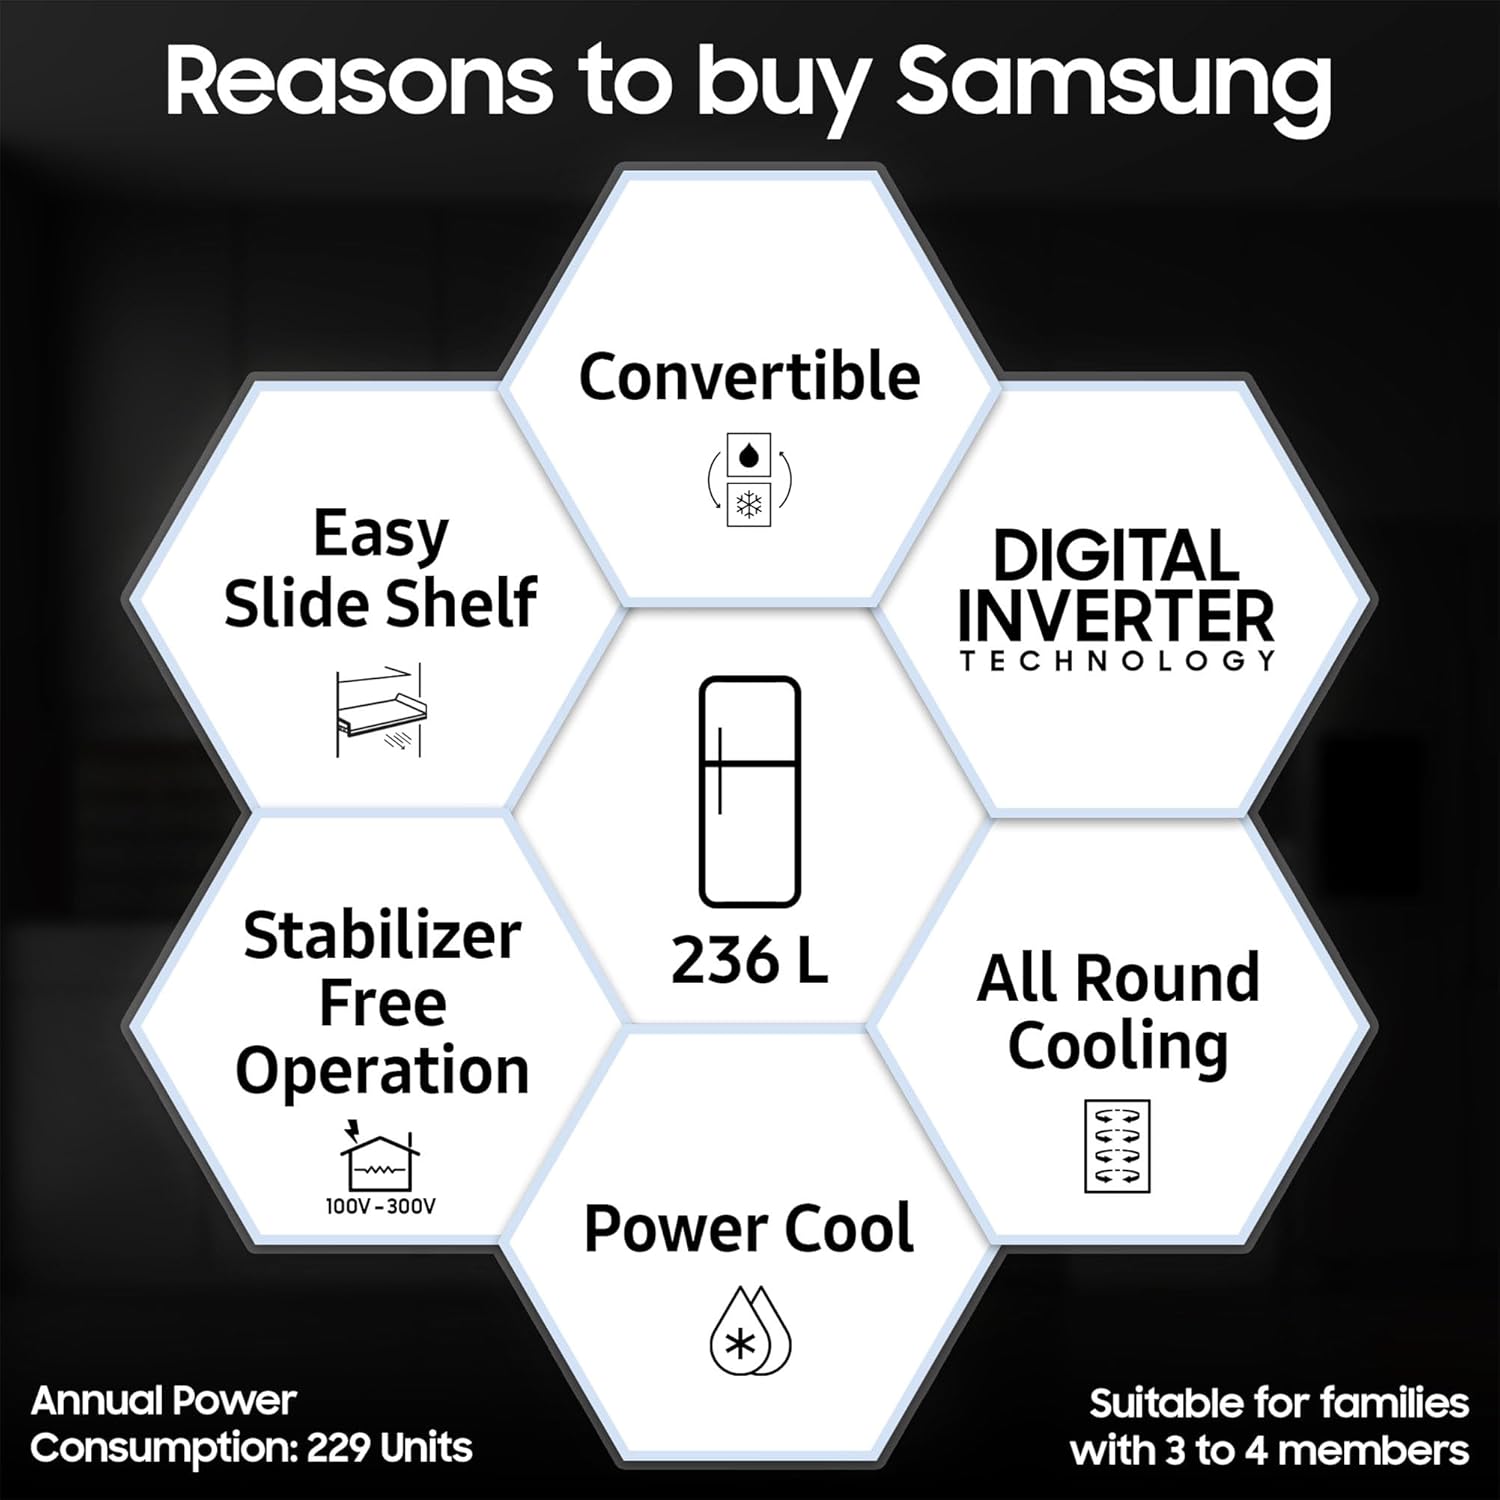 Reasons to buy Samsung
Convertible
Easy
Slide Shelf
DIGITAL
INVERTER
TECHNOLOGY
236 L
Stabilizer
Free
Operation
100V-300V
All Round
Cooling
Power Cool
Annual Power
Consumption: 229 Units
Suitable for families
with 3 to 4 members